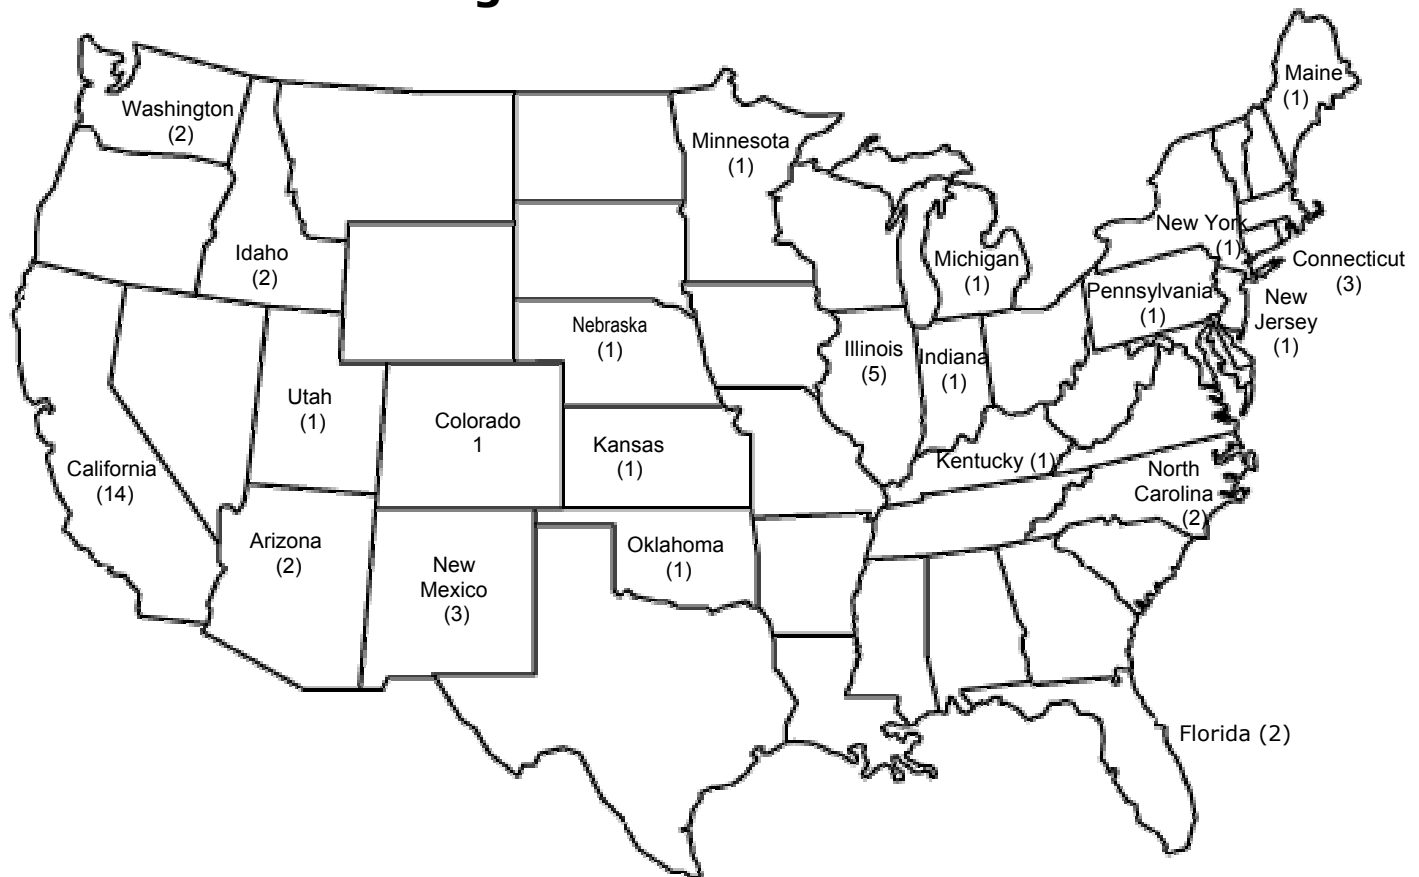 Maine
(1)
Washington
(2)
Minnesota
(1)
New York
(1)
Idaho
(2)
Michigan
(1)
Connecticut
(3)
Pennsylvania
(1)
New
Jersey
(1)
Nebraska
(1)
Illinois
(5)
Indiana
(1)
Utah
(1)
Colorado
1
Kansas
(1)
California
(14)
Kentucky (1)
North
Carolina
(2)
Arizona
(2)
Oklahoma
(1)
New
Mexico
(3)
Florida (2)